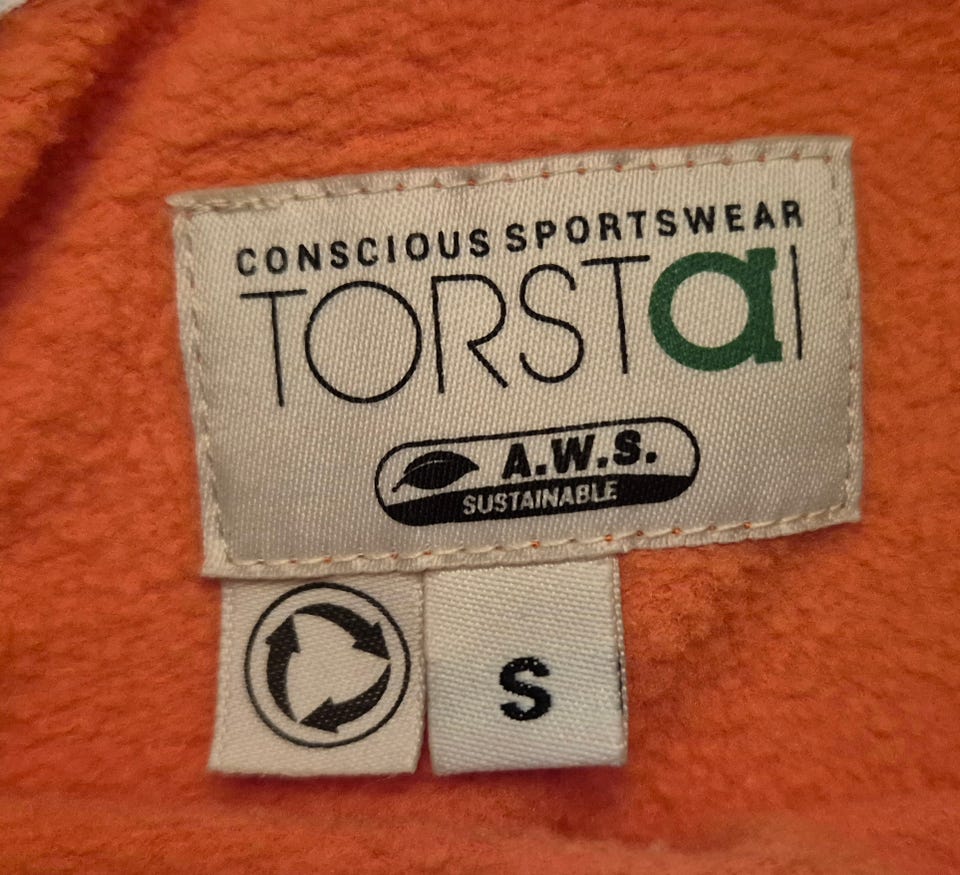 CONSCIOUS SPORTSWEAR
TORSTaI
A.W.S.
SUSTAINABLE
S